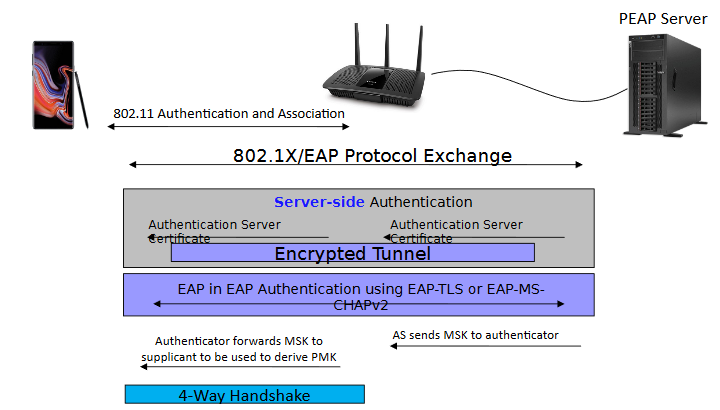 PEAP Server
802.11 Authentication and Association
802.1X/EAP Protocol Exchange
Server-side Authentication
Authentication Server
Certificate
Authentication Server
Certificate
Encrypted Tunnel
EAP in EAP Authentication using EAP-TLS or EAP-MS-
CHAPv2
AS sends MSK to authenticator
Authenticator forwards MSK to
supplicant to be used to derive PMK
4-Way Handshake